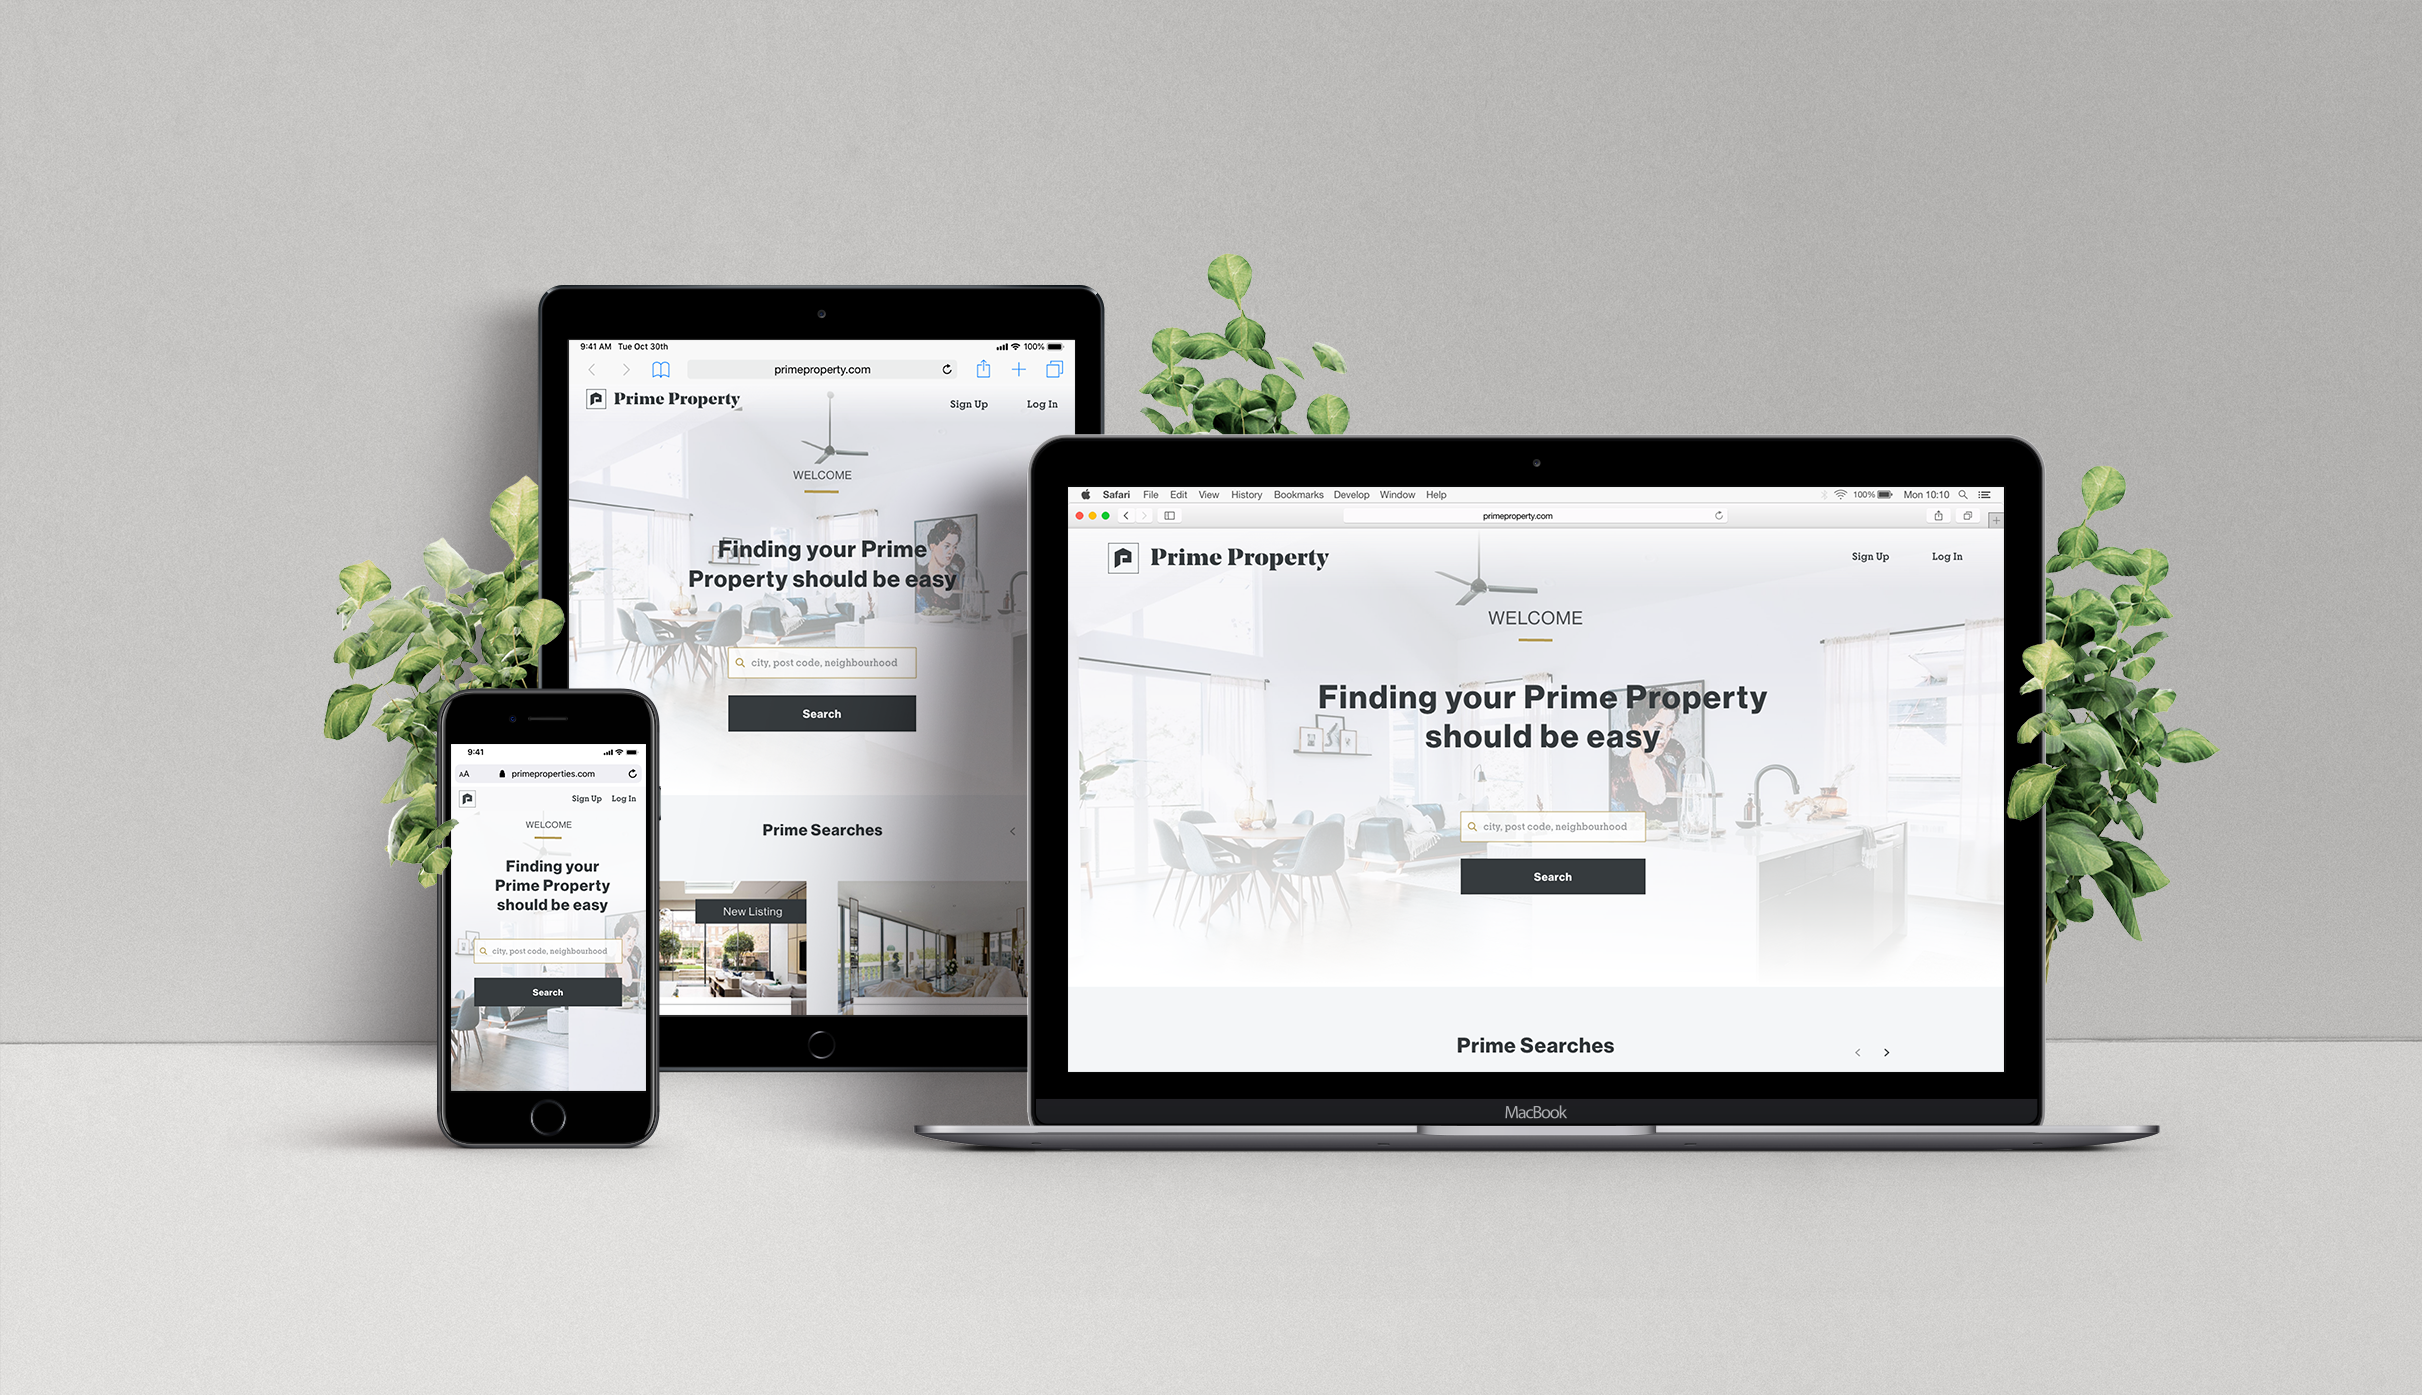 9:41 AM Tue Oct 30th
100%
primeproperty.com
Prime Property
Sign Up
Log In
WELCOME
Finding your Prime
Property should be easy
city, post code, neighbourhood
Search
Prime Searches
New Listing
9:41
AA
primeproperties.com
Sign Up
Log In
WELCOME
Finding your
Prime Property
should be easy
city, post code, neighbourhood
Search
Safari File Edit View History Bookmarks Develop Window Help
100%
Mon 10:10
primeproperty.com
Prime Property
Sign Up
Log In
WELCOME
Finding your Prime Property
should be easy
city, post code, neighbourhood
Search
Prime Searches
MacBook